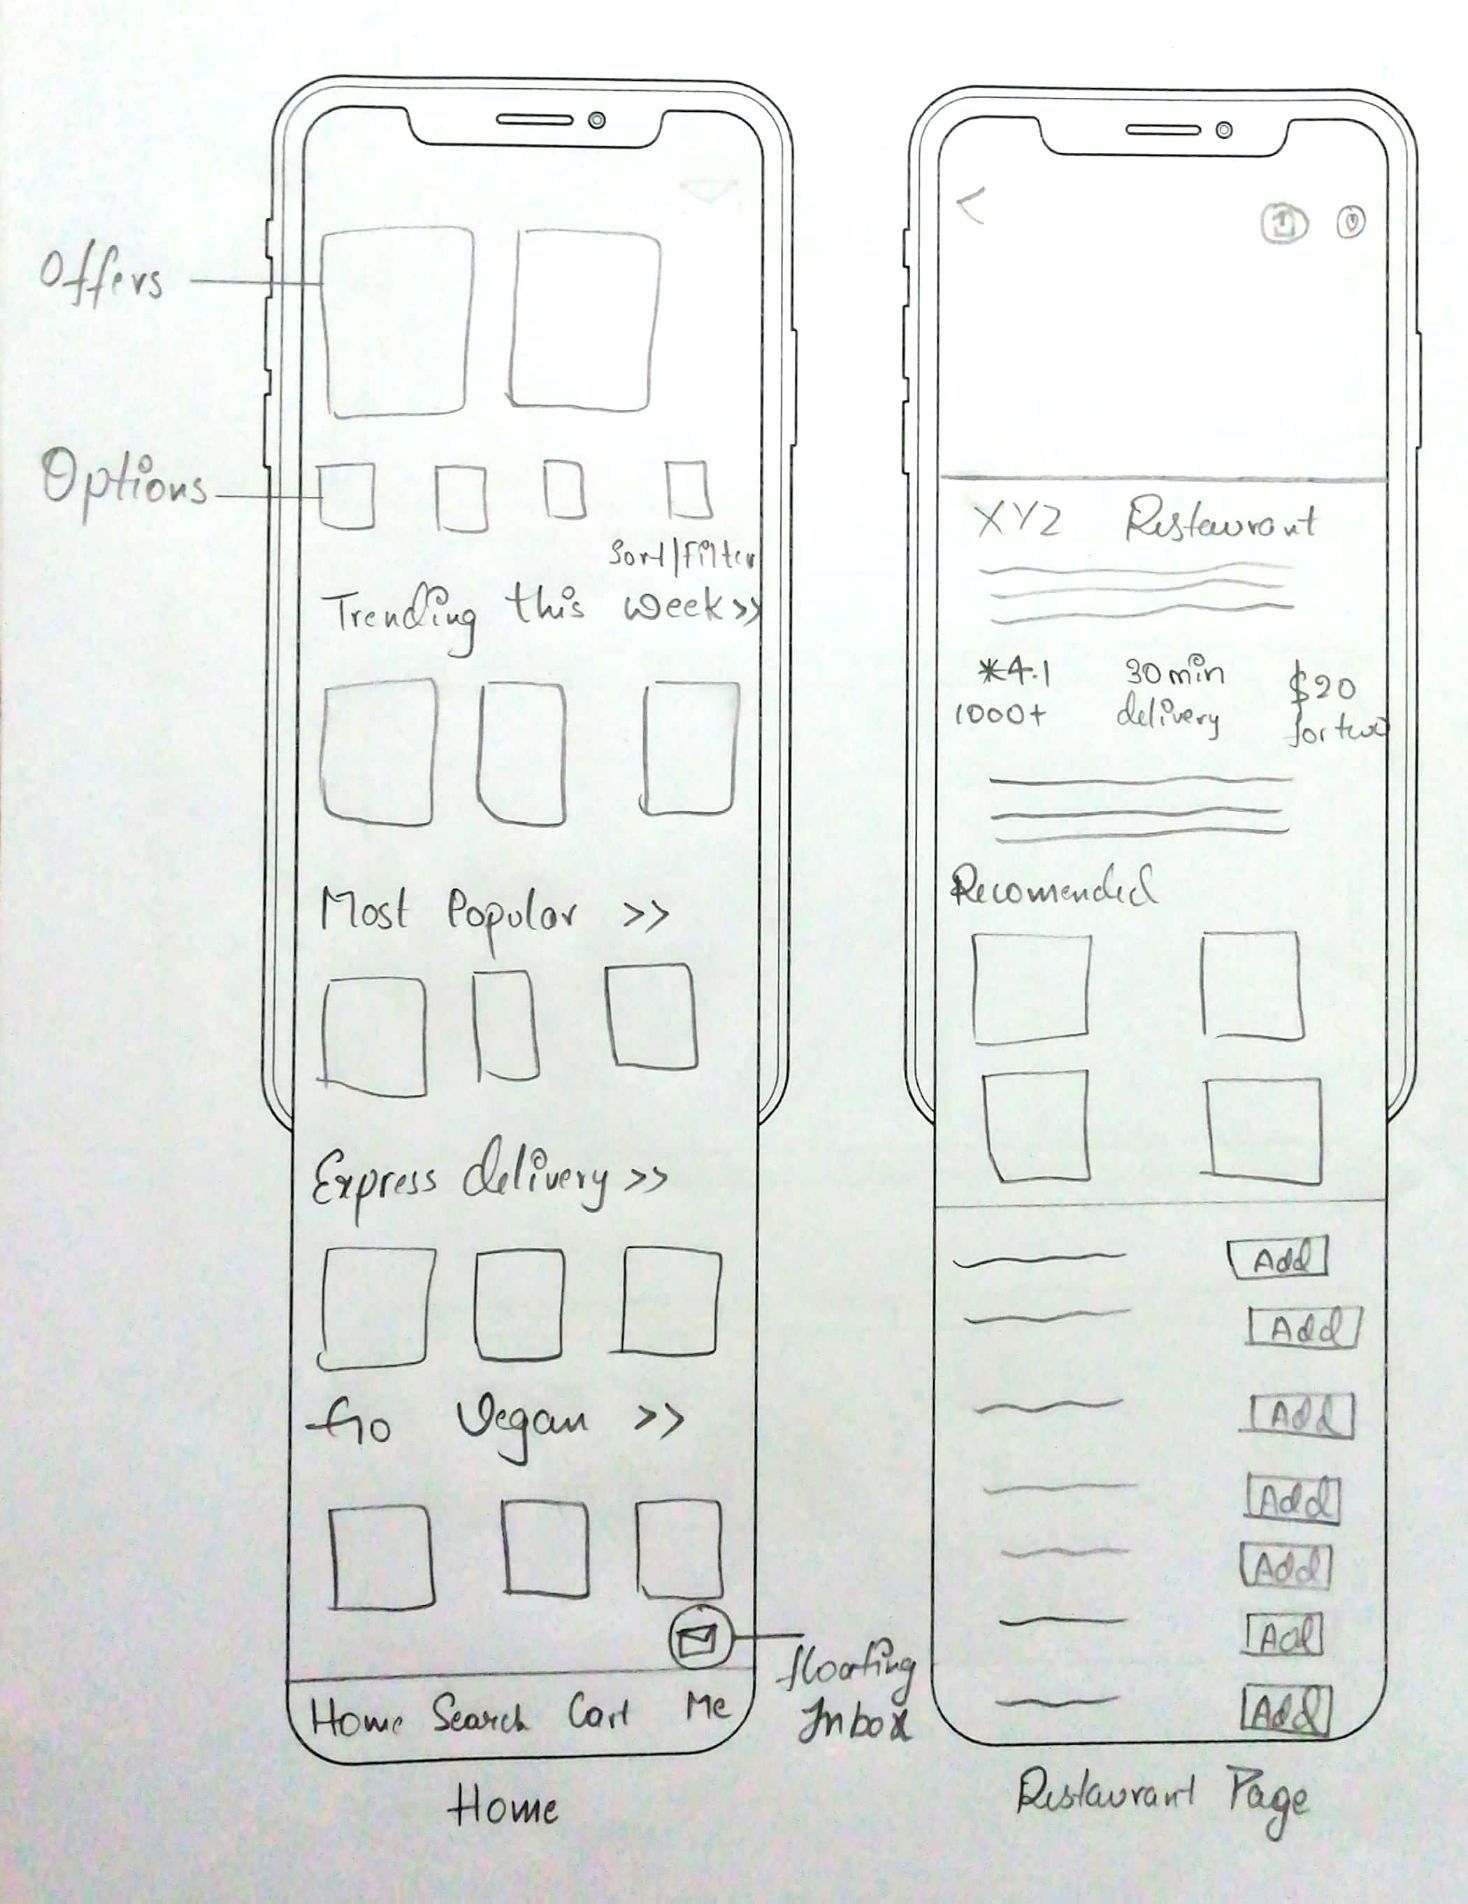 Offers
Options
Sort/Filter
Trending this week >>
Most Popular >>
Express delivery >>
Go Vegan >>
floating
Inbox
Home Search Cart Me
Home
XYZ Restaurant
*4.1
1000+
30 min
delivery
$20
for two
Recomended
Add
Add
Add
Add
Add
Add
Add
Restaurant Page